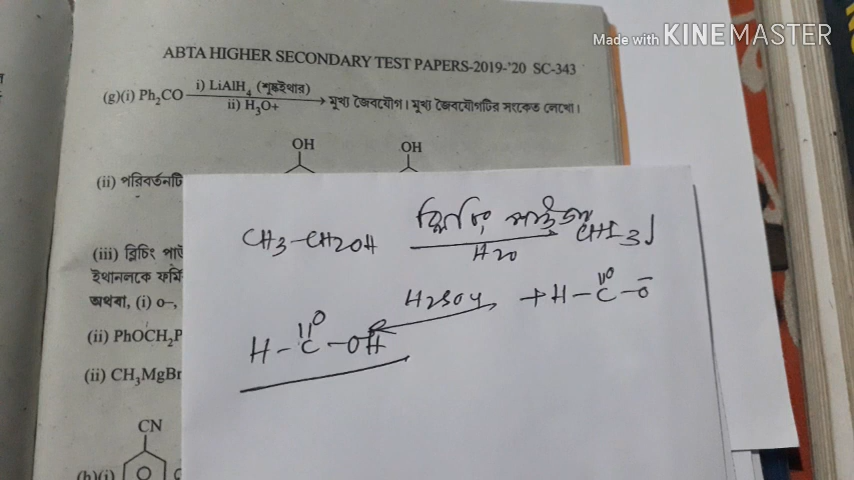 Made with KINEMASTER
ABTA HIGHER SECONDARY TEST PAPERS-2019-'20 SC-343
(g)(i) Ph₂CO i) LiAlH₄ (শুষ্কইথার) ii) H₃O+ → মুখ্য জৈবযৌগ। মুখ্য জৈবযৌগটির সংকেত লেখো।
OH OH
(ii) পরিবর্তনটি
CH3-CH2OH ব্লিচিং পাউডার H2O CHI3↓
(iii) ব্লিচিং পাউ
ইথানলকে ফর্মি
+H-C-O⁻ O
H2SO4
অথবা, (i) o–,
H-C-OH O
(ii) PhOCH₂P
(ii) CH₃MgBr
CN
(h)(i)